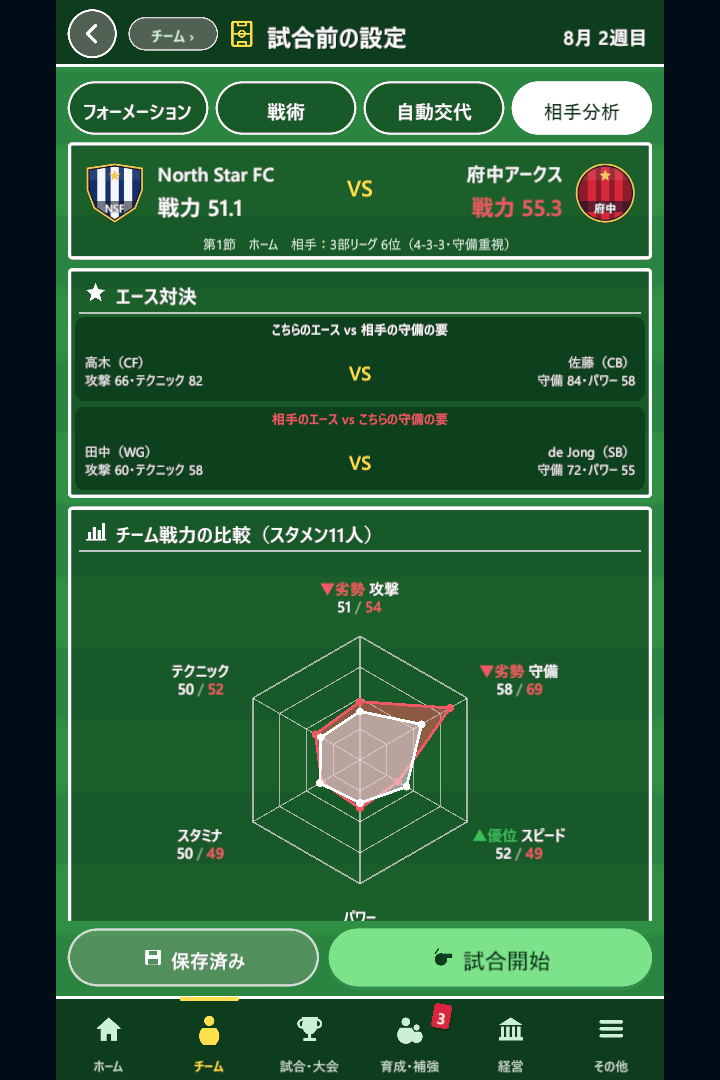 チーム ›
試合前の設定
8月 2週目
フォーメーション
戦術
自動交代
相手分析
NSF
North Star FC
戦力 51.1
VS
府中アークス
戦力 55.3
府中
第1節 ホーム 相手：3部リーグ 6位（4-3-3・守備重視）
エース対決
こちらのエース vs 相手の守備の要
高木（CF）
攻撃 66・テクニック 82
VS
佐藤（CB）
守備 84・パワー 58
相手のエース vs こちらの守備の要
田中（WG）
攻撃 60・テクニック 58
VS
de Jong（SB）
守備 72・パワー 55
チーム戦力の比較（スタメン11人）
▼劣勢 攻撃
51 / 54
テクニック
50 / 52
▼劣勢 守備
58 / 69
スタミナ
50 / 49
▲優位 スピード
52 / 49
パワー
保存済み
試合開始
3
ホーム
チーム
試合・大会
育成・補強
経営
その他